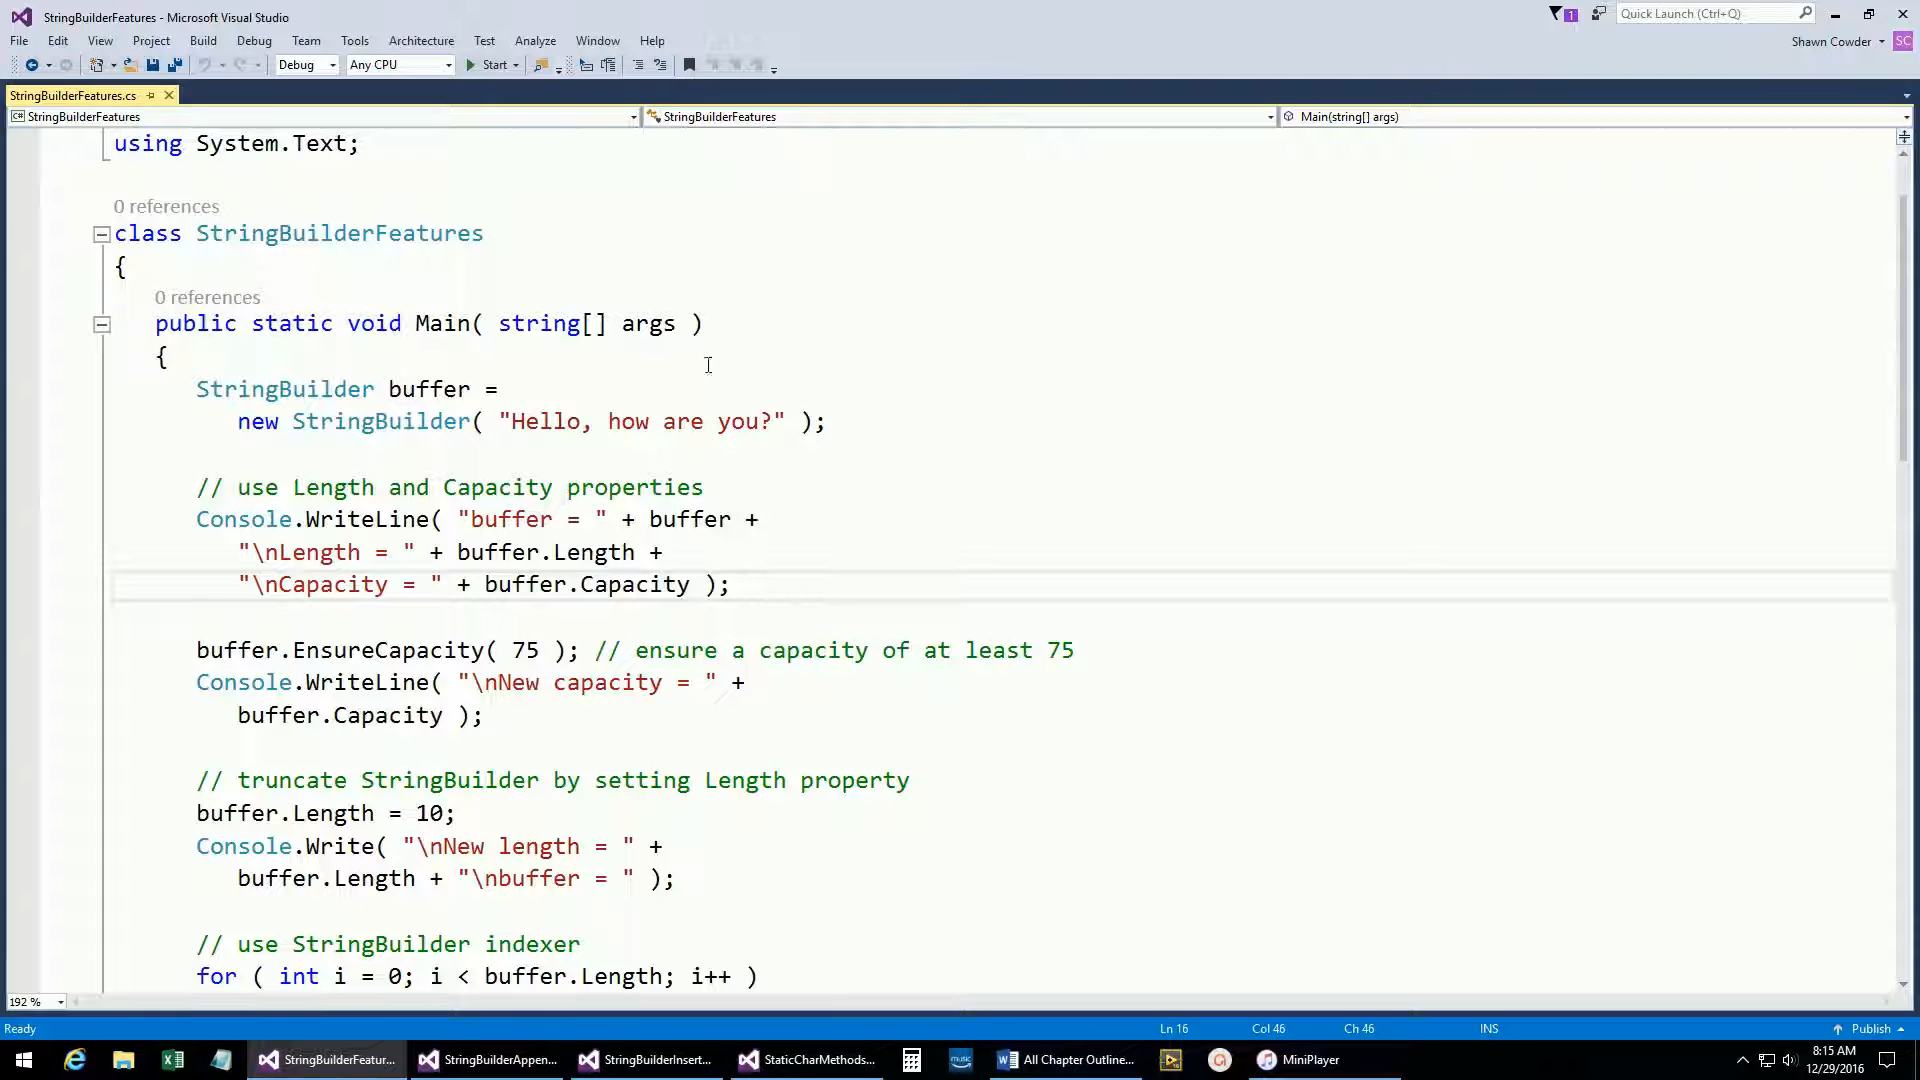 StringBuilderFeatures - Microsoft Visual Studio
1
Quick Launch (Ctrl+Q)
File Edit View Project Build Debug Team Tools Architecture Test Analyze Window Help
Shawn Cowder
SC
Debug Any CPU Start
StringBuilderFeatures.cs
C# StringBuilderFeatures StringBuilderFeatures Main(string[] args)
using System.Text;
0 references
class StringBuilderFeatures
{
0 references
public static void Main( string[] args )
{
StringBuilder buffer =
new StringBuilder( "Hello, how are you?" );
// use Length and Capacity properties
Console.WriteLine( "buffer = " + buffer +
"\nLength = " + buffer.Length +
"\nCapacity = " + buffer.Capacity );
buffer.EnsureCapacity( 75 ); // ensure a capacity of at least 75
Console.WriteLine( "\nNew capacity = " +
buffer.Capacity );
// truncate StringBuilder by setting Length property
buffer.Length = 10;
Console.Write( "\nNew length = " +
buffer.Length + "\nbuffer = " );
// use StringBuilder indexer
for ( int i = 0; i < buffer.Length; i++ )
192 %
Ready Ln 16 Col 46 Ch 46 INS Publish
StringBuilderFeatur... StringBuilderAppen... StringBuilderInsert... StaticCharMethods... music All Chapter Outline... MiniPlayer
8:15 AM
12/29/2016